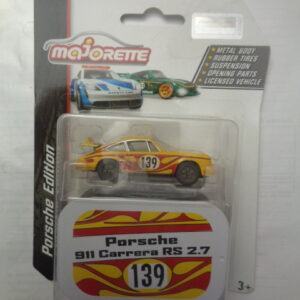 majorette
METAL BODY
RUBBER TIRES
SUSPENSION
OPENING PARTS
LICENSED VEHICLE
Porsche Edition
139
Porsche
911 Carrera RS 2.7
139
3+